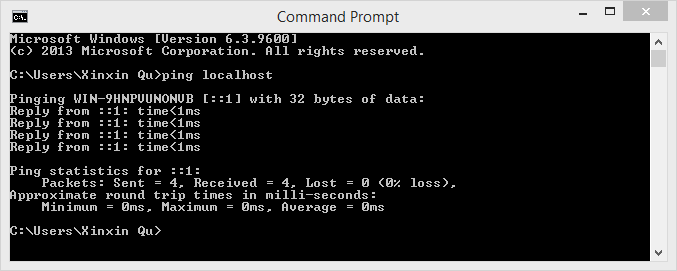 Command Prompt
Microsoft Windows [Version 6.3.9600]
(c) 2013 Microsoft Corporation. All rights reserved.
C:\Users\Xinxin Qu>ping localhost
Pinging WIN-9HNPVUNONVB [::1] with 32 bytes of data:
Reply from ::1: time<1ms
Reply from ::1: time<1ms
Reply from ::1: time<1ms
Reply from ::1: time<1ms
Ping statistics for ::1:
    Packets: Sent = 4, Received = 4, Lost = 0 (0% loss),
Approximate round trip times in milli-seconds:
    Minimum = 0ms, Maximum = 0ms, Average = 0ms
C:\Users\Xinxin Qu>